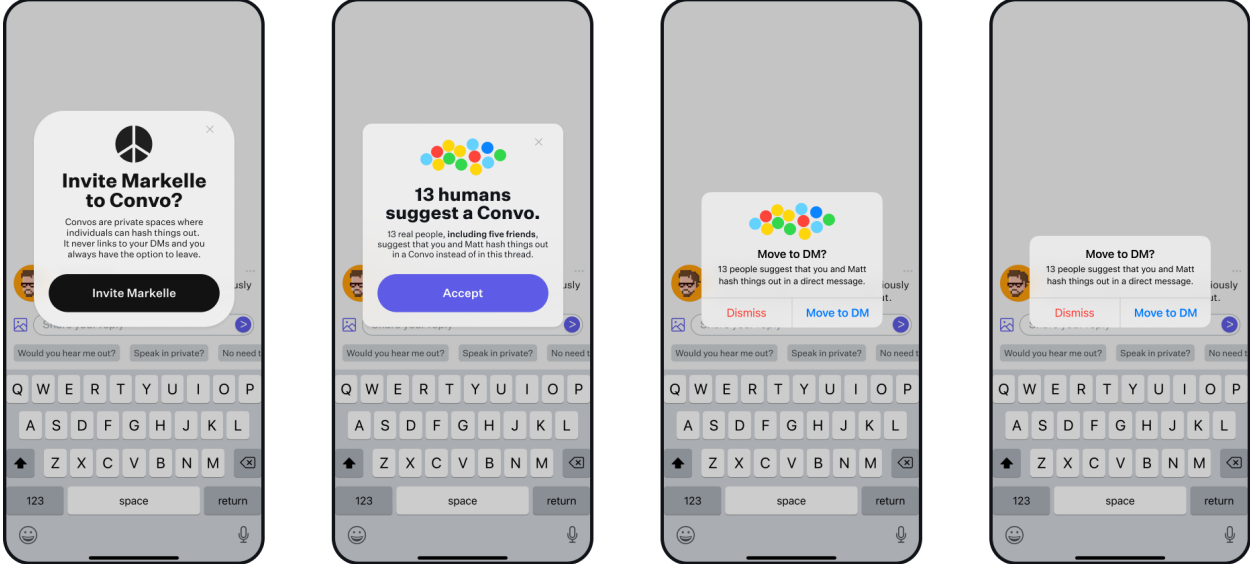 Invite Markelle
to Convo?
Convos are private spaces where
individuals can hash things out.
It never links to your DMs and you
always have the option to leave.
Invite Markelle
Would you hear me out?
Speak in private?
No need t
Q W E R T Y U I O P
A S D F G H J K L
Z X C V B N M
123 space return
13 humans
suggest a Convo.
13 real people, including five friends,
suggest that you and Matt hash things out
in a Convo instead of in this thread.
Accept
Would you hear me out?
Speak in private?
No need
Q W E R T Y U I O P
A S D F G H J K L
Z X C V B N M
123 space return
Move to DM?
13 people suggest that you and Matt
hash things out in a direct message.
Dismiss
Move to DM
Would you hear me out?
Speak in private?
No need t
Q W E R T Y U I O P
A S D F G H J K L
Z X C V B N M
123 space return
Move to DM?
13 people suggest that you and Matt
hash things out in a direct message.
Dismiss
Move to DM
Would you hear me out?
Speak in private?
No need
Q W E R T Y U I O P
A S D F G H J K L
Z X C V B N M
123 space return